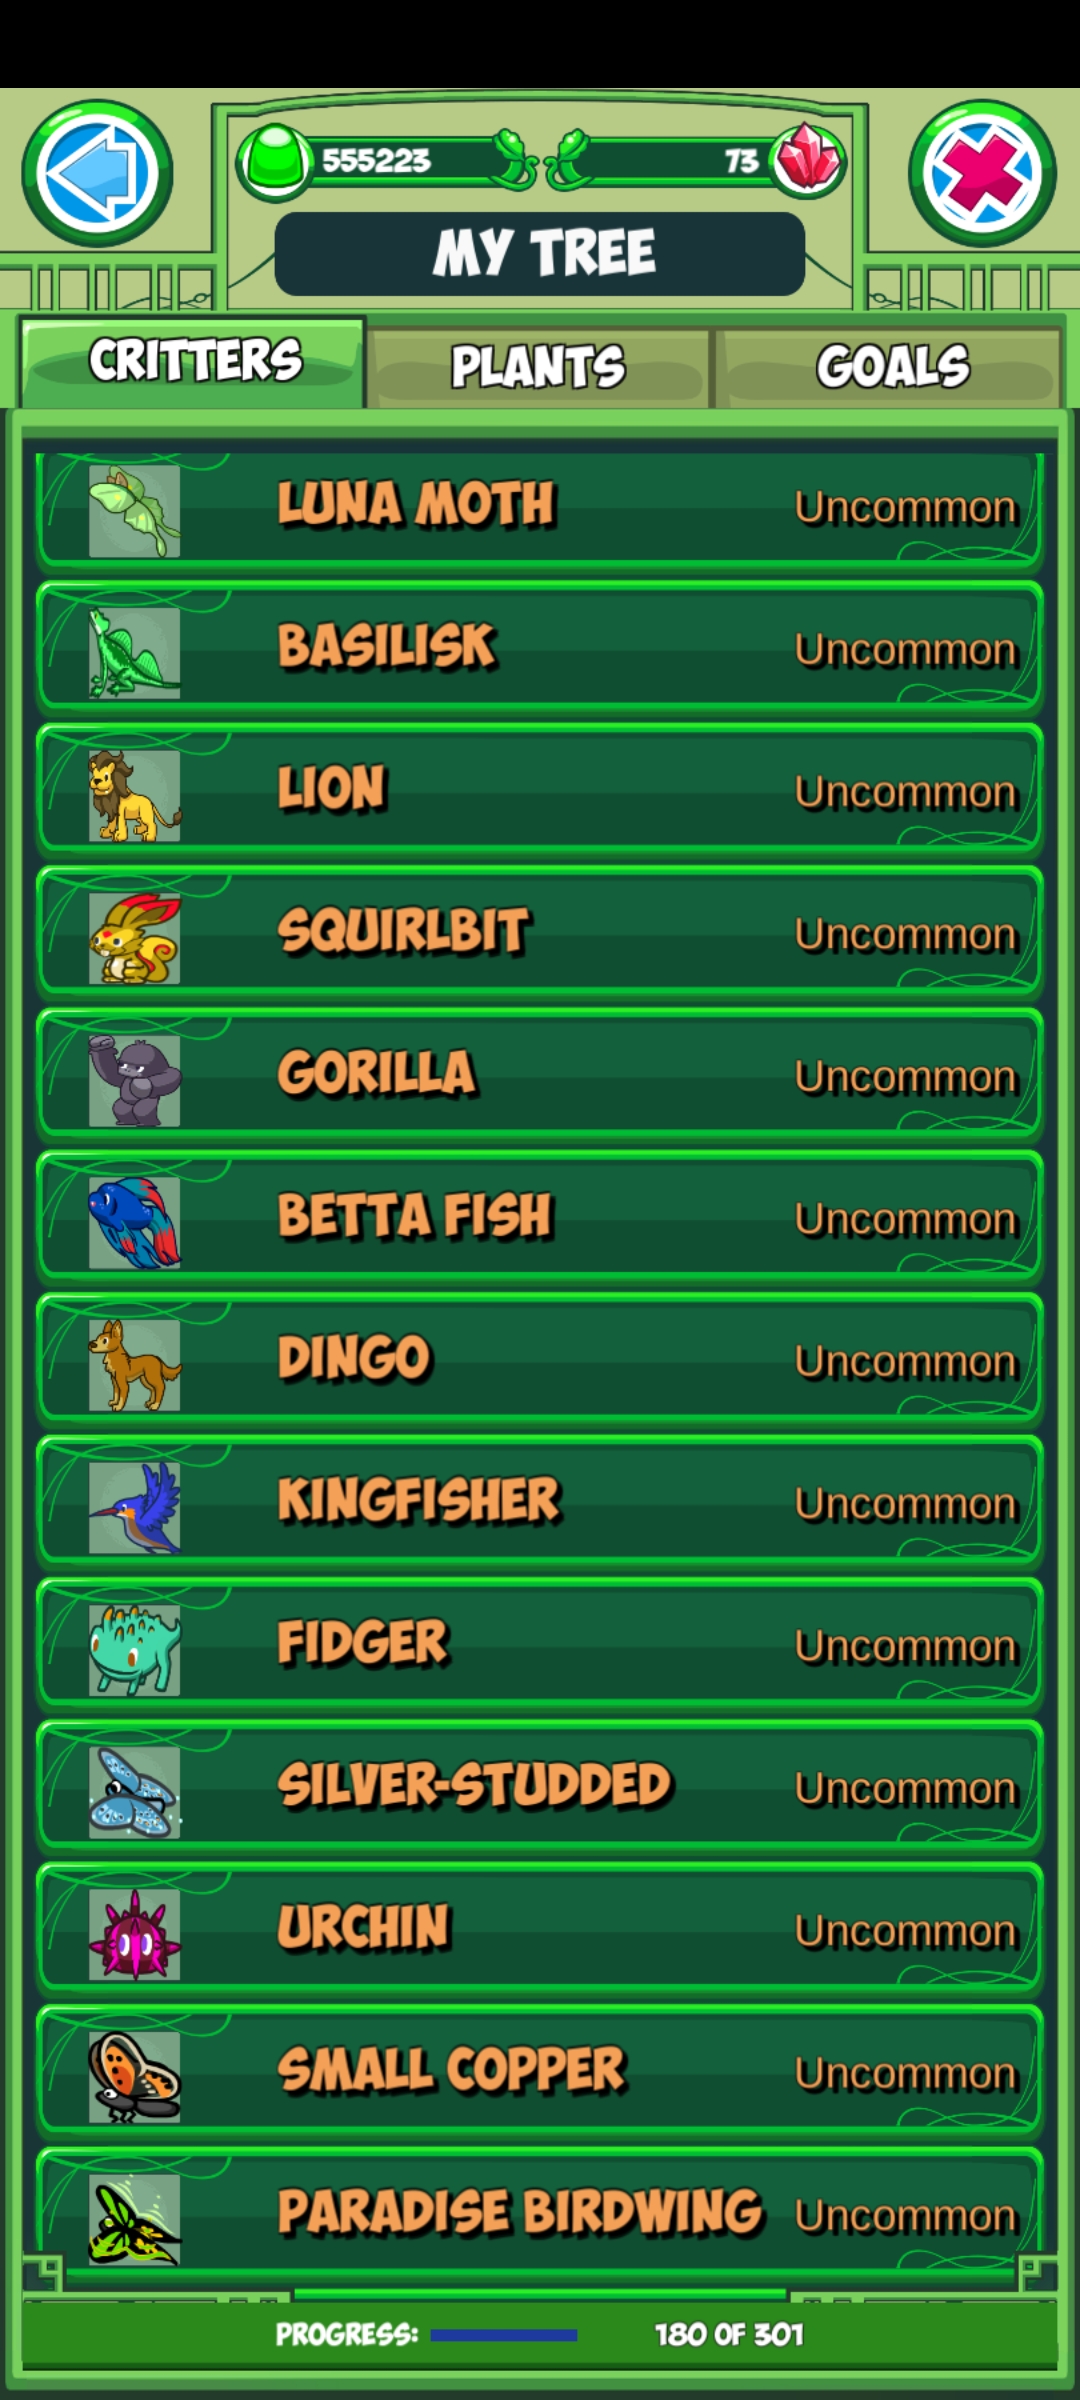 555223
73
MY TREE
CRITTERS PLANTS GOALS
LUNA MOTH Uncommon
BASILISK Uncommon
LION Uncommon
SQUIRLBIT Uncommon
GORILLA Uncommon
BETTA FISH Uncommon
DINGO Uncommon
KINGFISHER Uncommon
FIDGER Uncommon
SILVER-STUDDED Uncommon
URCHIN Uncommon
SMALL COPPER Uncommon
PARADISE BIRDWING Uncommon
PROGRESS: 180 OF 301